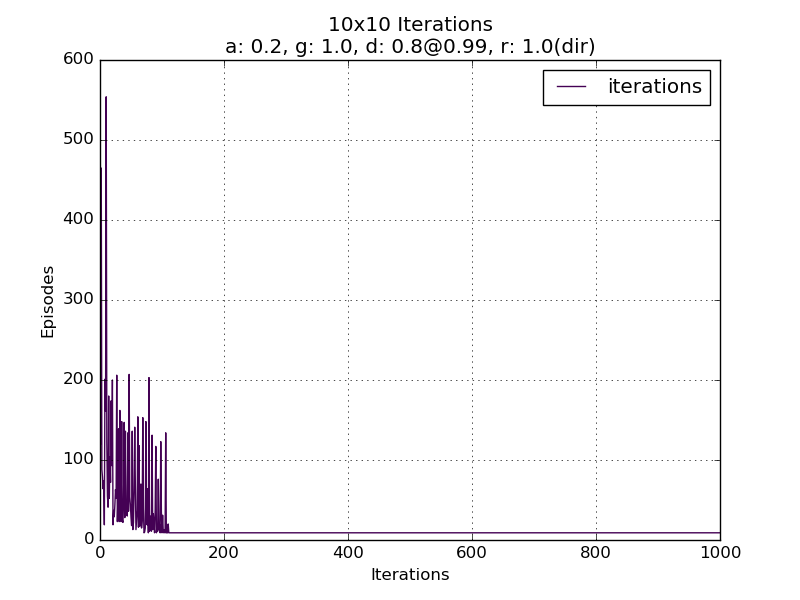 10x10 Iterations
a: 0.2, g: 1.0, d: 0.8@0.99, r: 1.0(dir)
iterations
600
500
400
300
200
100
0
Episodes
0 200 400 600 800 1000
Iterations